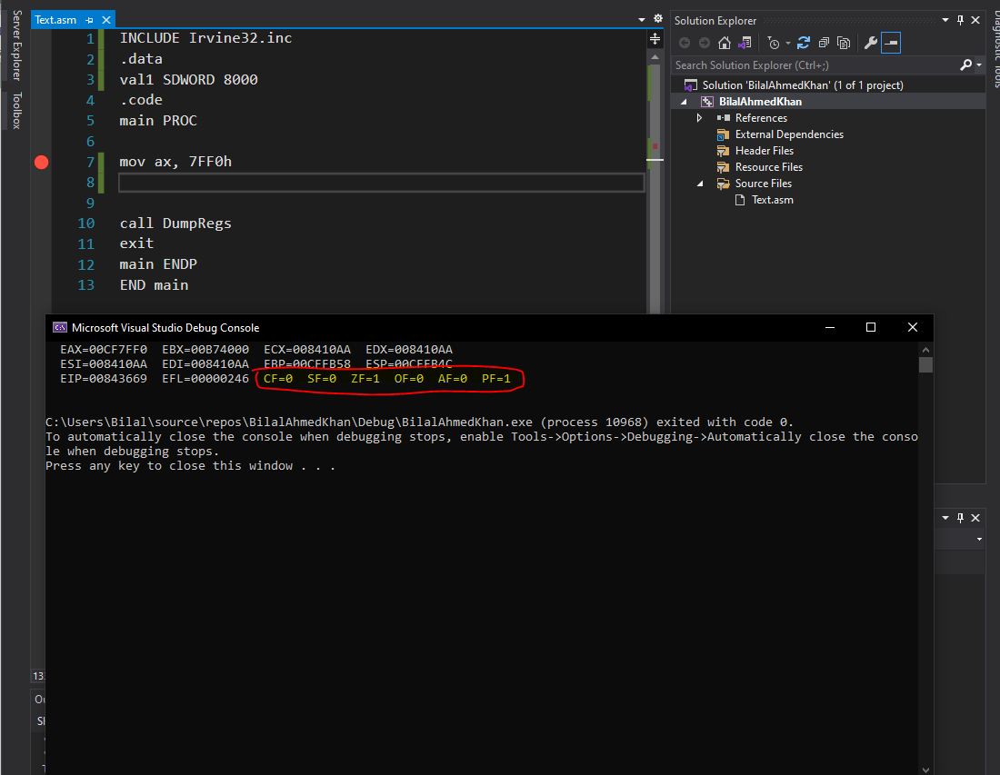 Server Explorer
Toolbox
Text.asm
1 INCLUDE Irvine32.inc
2 .data
3 val1 SDWORD 8000
4 .code
5 main PROC
6
7 mov ax, 7FF0h
8
9
10 call DumpRegs
11 exit
12 main ENDP
13 END main
Solution Explorer
Search Solution Explorer (Ctrl+;)
Solution 'BilalAhmedKhan' (1 of 1 project)
BilalAhmedKhan
References
External Dependencies
Header Files
Resource Files
Source Files
Text.asm
Microsoft Visual Studio Debug Console
EAX=00CF7FF0 EBX=00B74000 ECX=008410AA EDX=008410AA
ESI=008410AA EDI=008410AA EBP=00CFFB58 ESP=00CFFB4C
EIP=00843669 EFL=00000246 CF=0 SF=0 ZF=1 OF=0 AF=0 PF=1
C:\Users\Bilal\source\repos\BilalAhmedKhan\Debug\BilalAhmedKhan.exe (process 10968) exited with code 0.
To automatically close the console when debugging stops, enable Tools->Options->Debugging->Automatically close the conso
le when debugging stops.
Press any key to close this window . . .